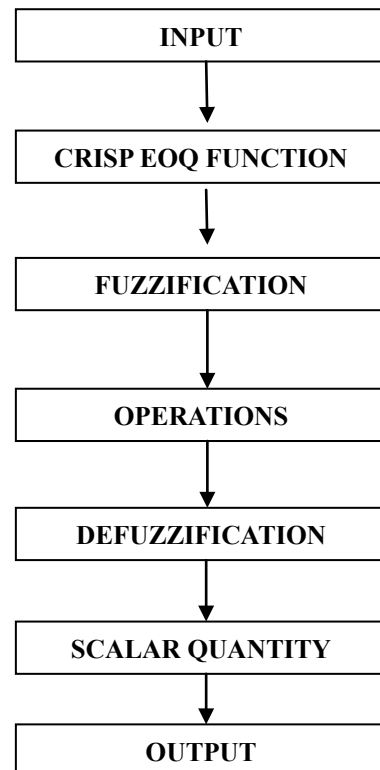 INPUT
CRISP EOQ FUNCTION
FUZZIFICATION
OPERATIONS
DEFUZZIFICATION
SCALAR QUANTITY
OUTPUT